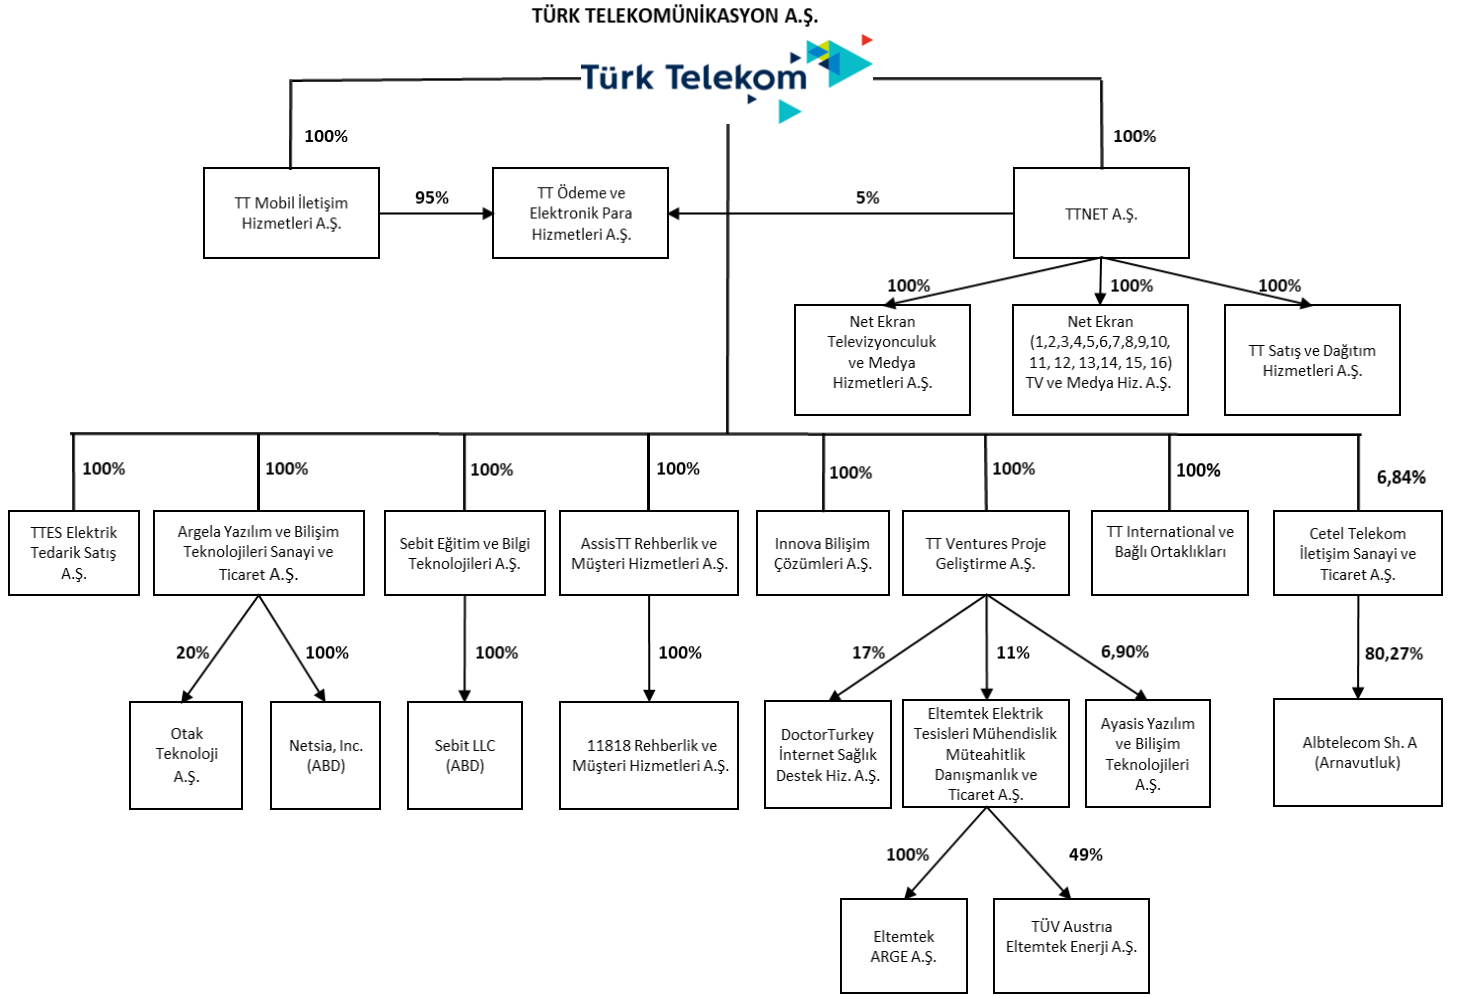 TÜRK TELEKOMÜNİKASYON A.Ş.
Türk Telekom
100%
100%
TT Mobil İletişim
Hizmetleri A.Ş.
95%
TT Ödeme ve
Elektronik Para
Hizmetleri A.Ş.
5%
TTNET A.Ş.
100%
100%
100%
Net Ekran
Televizyonculuk
ve Medya
Hizmetleri A.Ş.
Net Ekran
(1,2,3,4,5,6,7,8,9,10,
11, 12, 13,14, 15, 16)
TV ve Medya Hiz. A.Ş.
TT Satış ve Dağıtım
Hizmetleri A.Ş.
100%
100%
100%
100%
100%
100%
100%
6,84%
TTES Elektrik
Tedarik Satış
A.Ş.
Argela Yazılım ve Bilişim
Teknolojileri Sanayi ve
Ticaret A.Ş.
Sebit Eğitim ve Bilgi
Teknolojileri A.Ş.
AssisTT Rehberlik ve
Müşteri Hizmetleri A.Ş.
Innova Bilişim
Çözümleri A.Ş.
TT Ventures Proje
Geliştirme A.Ş.
TT International ve
Bağlı Ortaklıkları
Cetel Telekom
İletişim Sanayi ve
Ticaret A.Ş.
20%
100%
100%
100%
17%
11%
6,90%
80,27%
Otak
Teknoloji
A.Ş.
Netsia, Inc.
(ABD)
Sebit LLC
(ABD)
11818 Rehberlik ve
Müşteri Hizmetleri A.Ş.
DoctorTurkey
İnternet Sağlık
Destek Hiz. A.Ş.
Eltemtek Elektrik
Tesisleri Mühendislik
Müteahitlik
Danışmanlık ve
Ticaret A.Ş.
Ayasis Yazılım
ve Bilişim
Teknolojileri
A.Ş.
Albtelecom Sh. A
(Arnavutluk)
100%
49%
Eltemtek
ARGE A.Ş.
TÜV Austrıa
Eltemtek Enerji A.Ş.